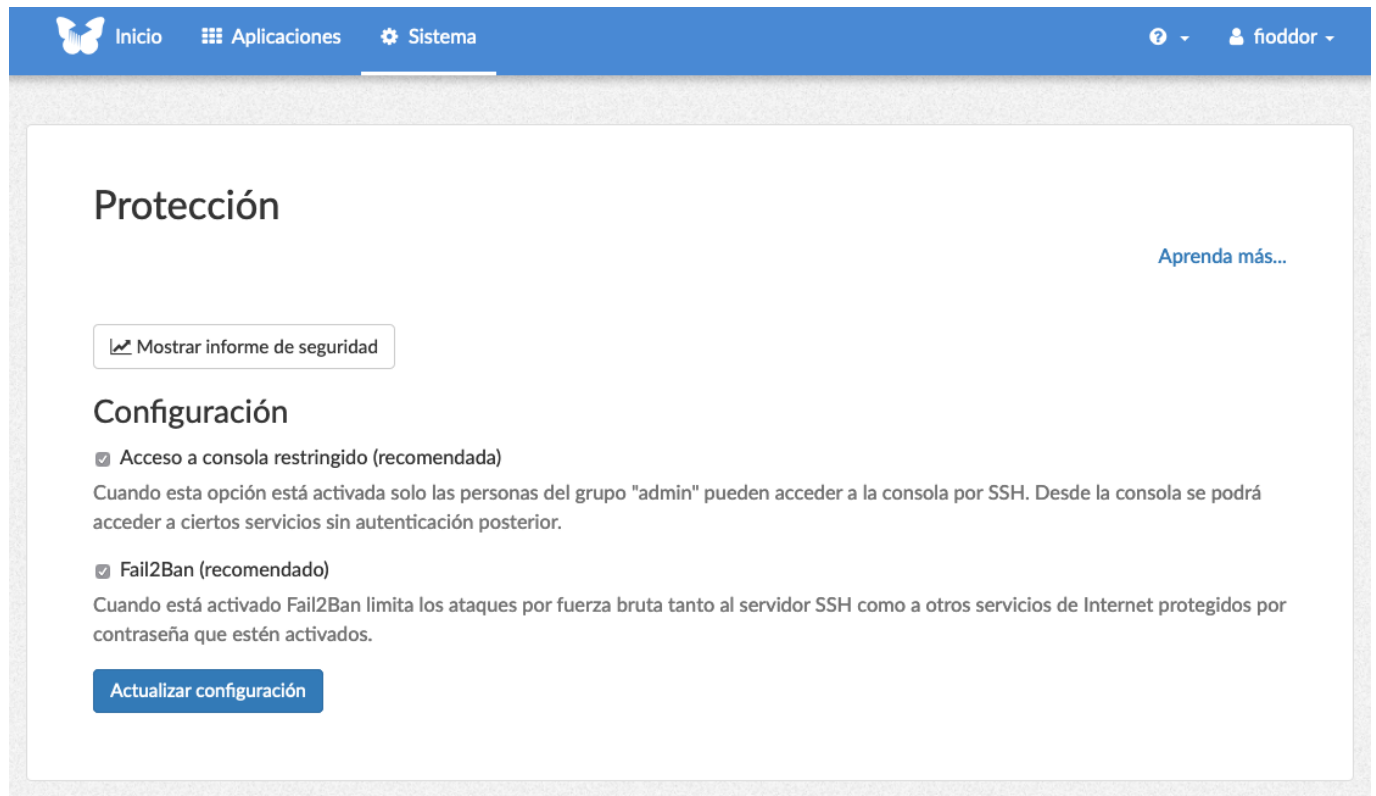 Inicio Aplicaciones Sistema fioddor
Protección
Aprenda más...
Mostrar informe de seguridad
Configuración
Acceso a consola restringido (recomendada)
Cuando esta opción está activada solo las personas del grupo "admin" pueden acceder a la consola por SSH. Desde la consola se podrá
acceder a ciertos servicios sin autenticación posterior.
Fail2Ban (recomendado)
Cuando está activado Fail2Ban limita los ataques por fuerza bruta tanto al servidor SSH como a otros servicios de Internet protegidos por
contraseña que estén activados.
Actualizar configuración